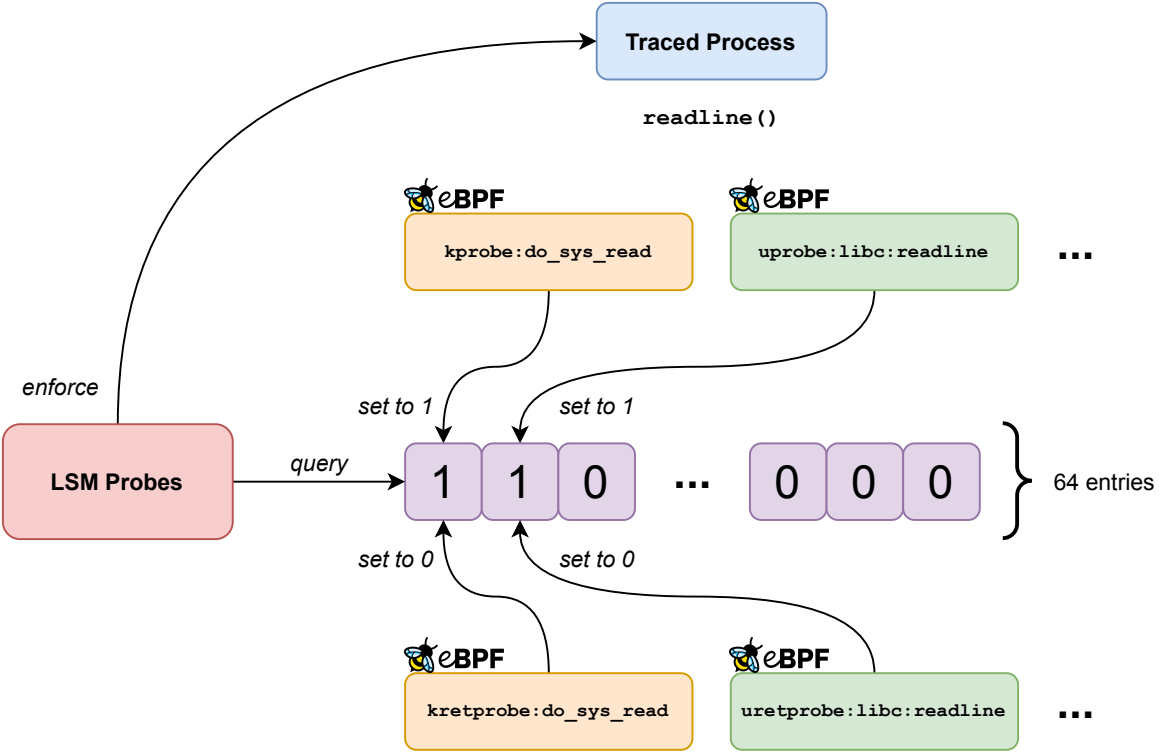 Traced Process
readline()
eBPF
eBPF
kprobe:do_sys_read
uprobe:libc:readline
...
enforce
set to 1
set to 1
LSM Probes
query
1
1
0
...
0
0
0
64 entries
set to 0
set to 0
eBPF
eBPF
kretprobe:do_sys_read
uretprobe:libc:readline
...